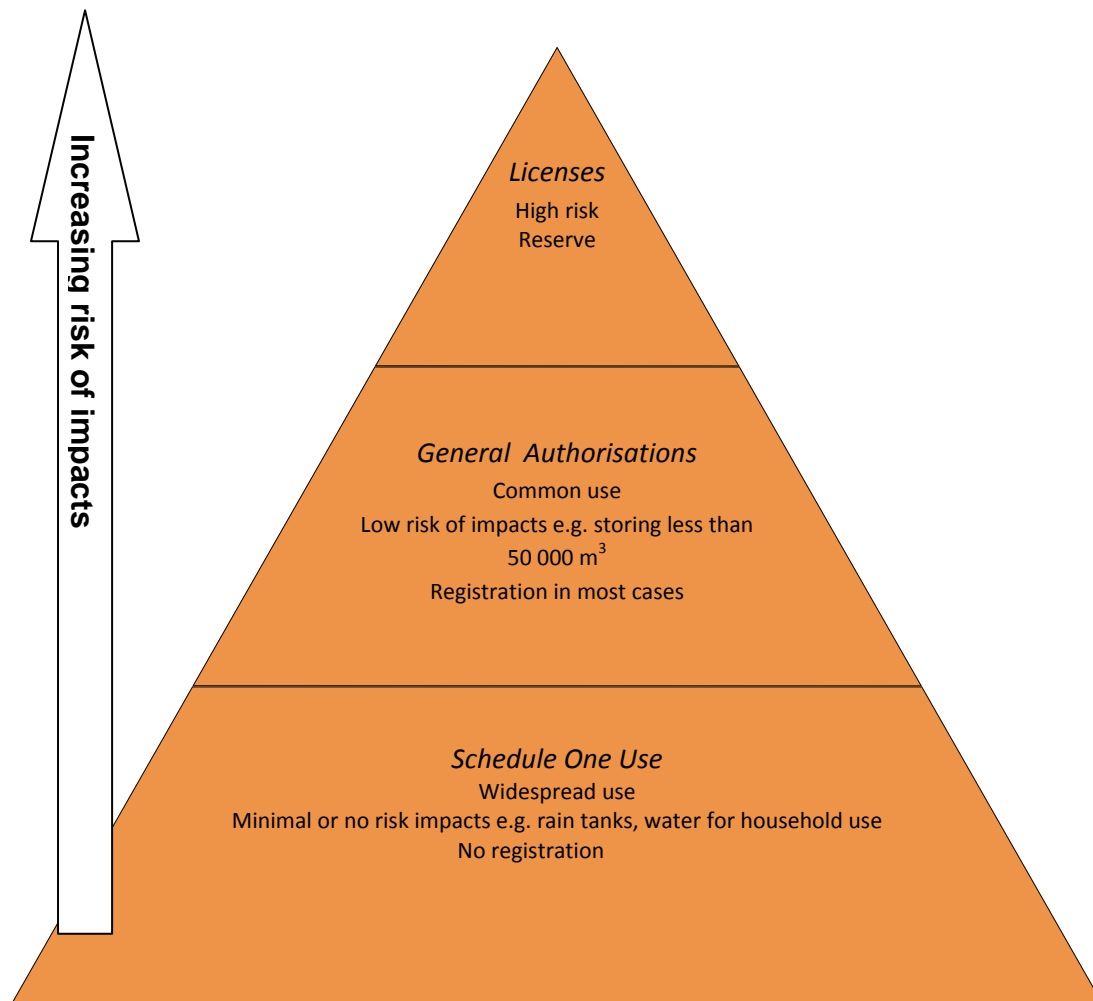 Increasing risk of impacts
Licenses
High risk
Reserve
General Authorisations
Common use
Low risk of impacts e.g. storing less than
50 000 m³
Registration in most cases
Schedule One Use
Widespread use
Minimal or no risk impacts e.g. rain tanks, water for household use
No registration